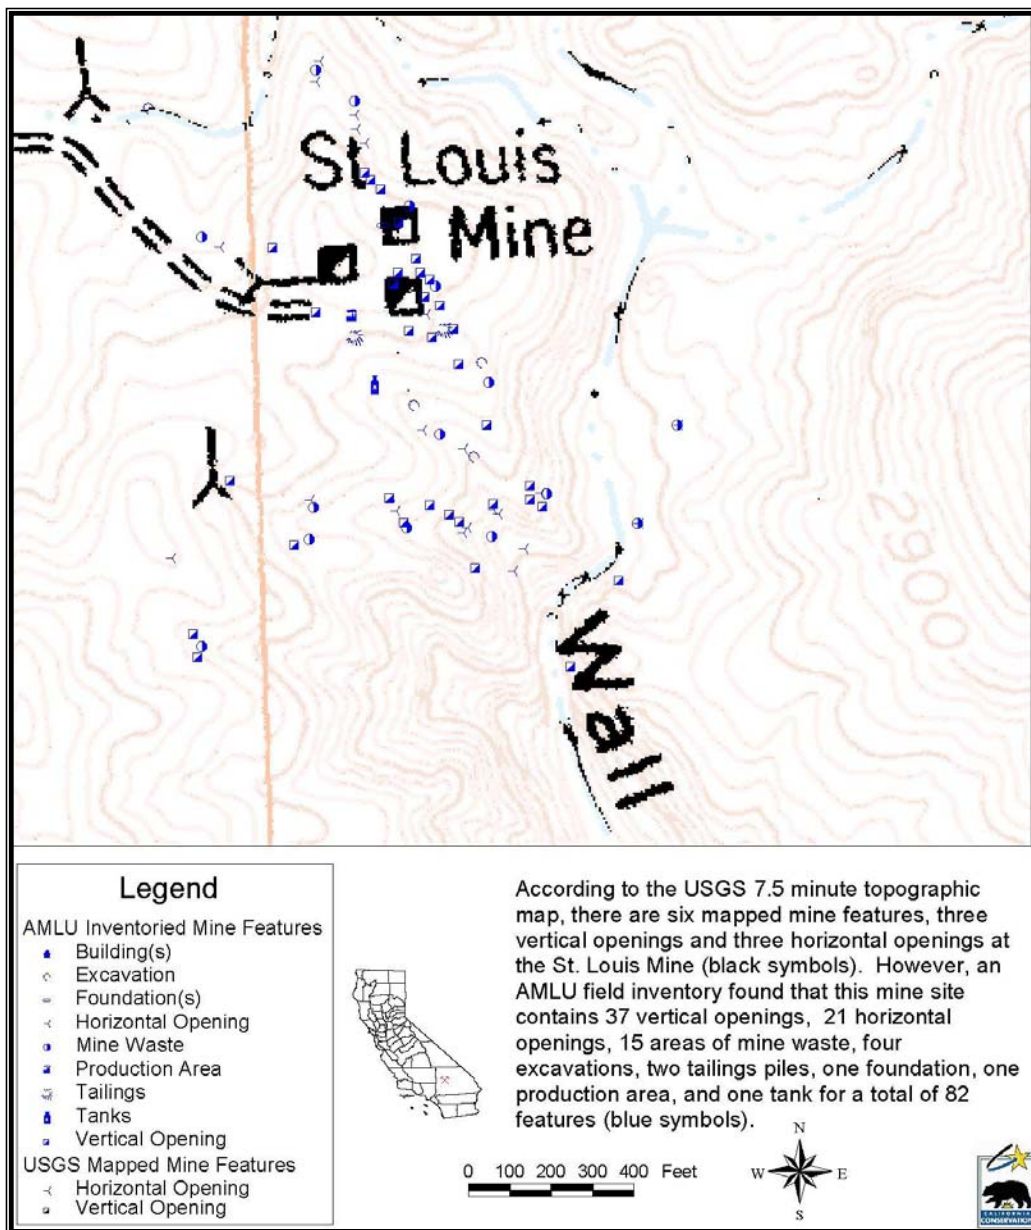 St Louis
Mine
2900
Wall
Legend
AMLU Inventoried Mine Features
Building(s)
Excavation
Foundation(s)
Horizontal Opening
Mine Waste
Production Area
Tailings
Tanks
Vertical Opening
USGS Mapped Mine Features
Horizontal Opening
Vertical Opening
According to the USGS 7.5 minute topographic
map, there are six mapped mine features, three
vertical openings and three horizontal openings at
the St. Louis Mine (black symbols). However, an
AMLU field inventory found that this mine site
contains 37 vertical openings, 21 horizontal
openings, 15 areas of mine waste, four
excavations, two tailings piles, one foundation, one
production area, and one tank for a total of 82
features (blue symbols).
0 100 200 300 400 Feet
N
W E
S
CALIFORNIA
CONSERVATION